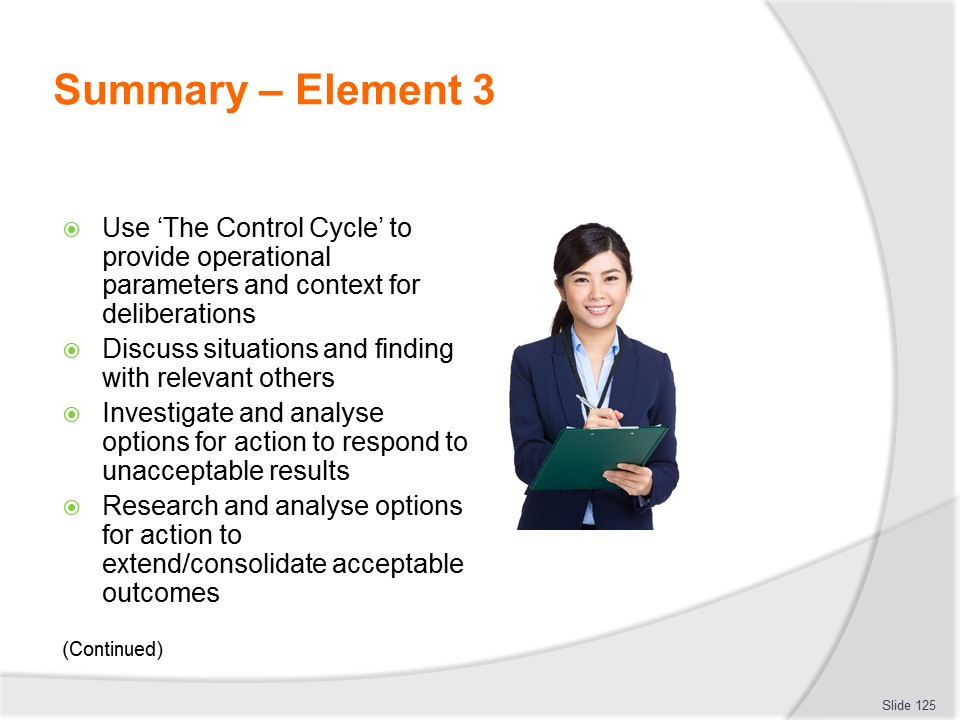 Summary – Element 3
Use ‘The Control Cycle’ to
provide operational
parameters and context for
deliberations
Discuss situations and finding
with relevant others
Investigate and analyse
options for action to respond to
unacceptable results
Research and analyse options
for action to
extend/consolidate acceptable
outcomes
(Continued)
Slide 125